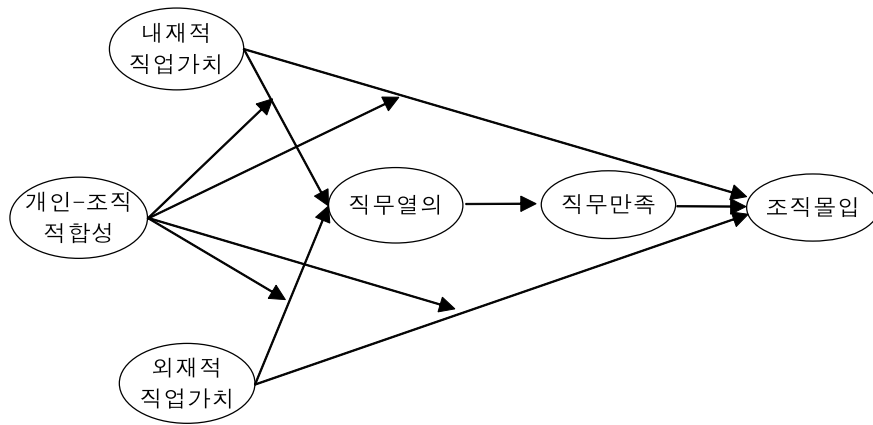 내재적
직업가치
개인–조직
적합성
직무열의
직무만족
조직몰입
외재적
직업가치